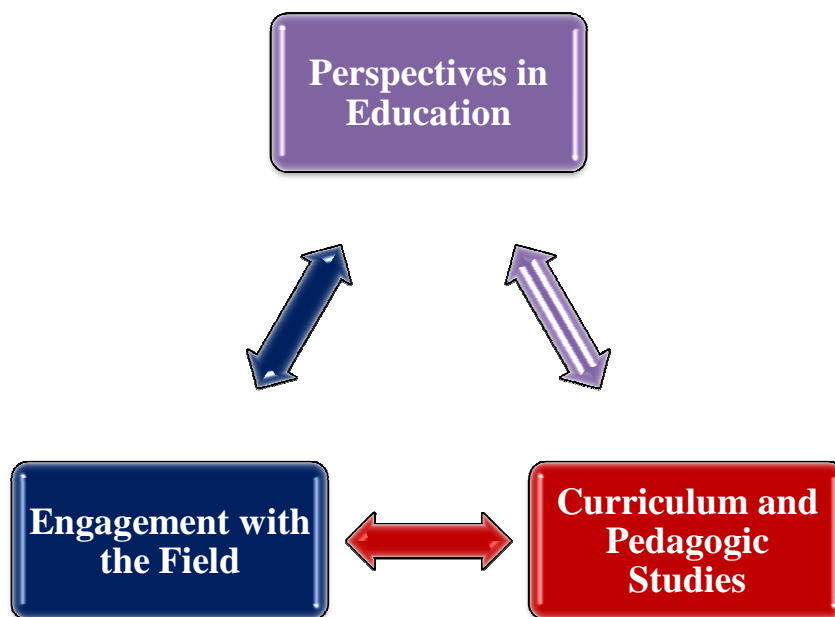 Perspectives in
Education
Engagement with
the Field
Curriculum and
Pedagogic
Studies